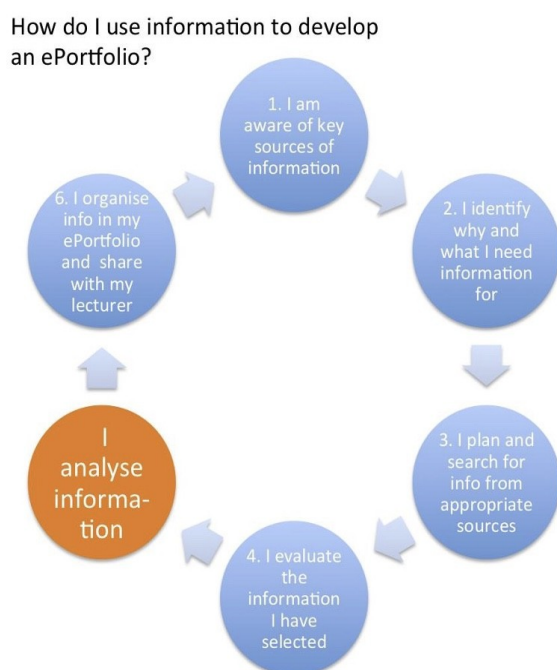 How do I use information to develop
an ePortfolio?
1. I am
aware of key
sources of
information
2. I identify
why and
what I need
information
for
3. I plan and
search for
info from
appropriate
sources
4. I evaluate
the
information
I have
selected
I
analyse
informa-
tion
6. I organise
info in my
ePortfolio
and share
with my
lecturer